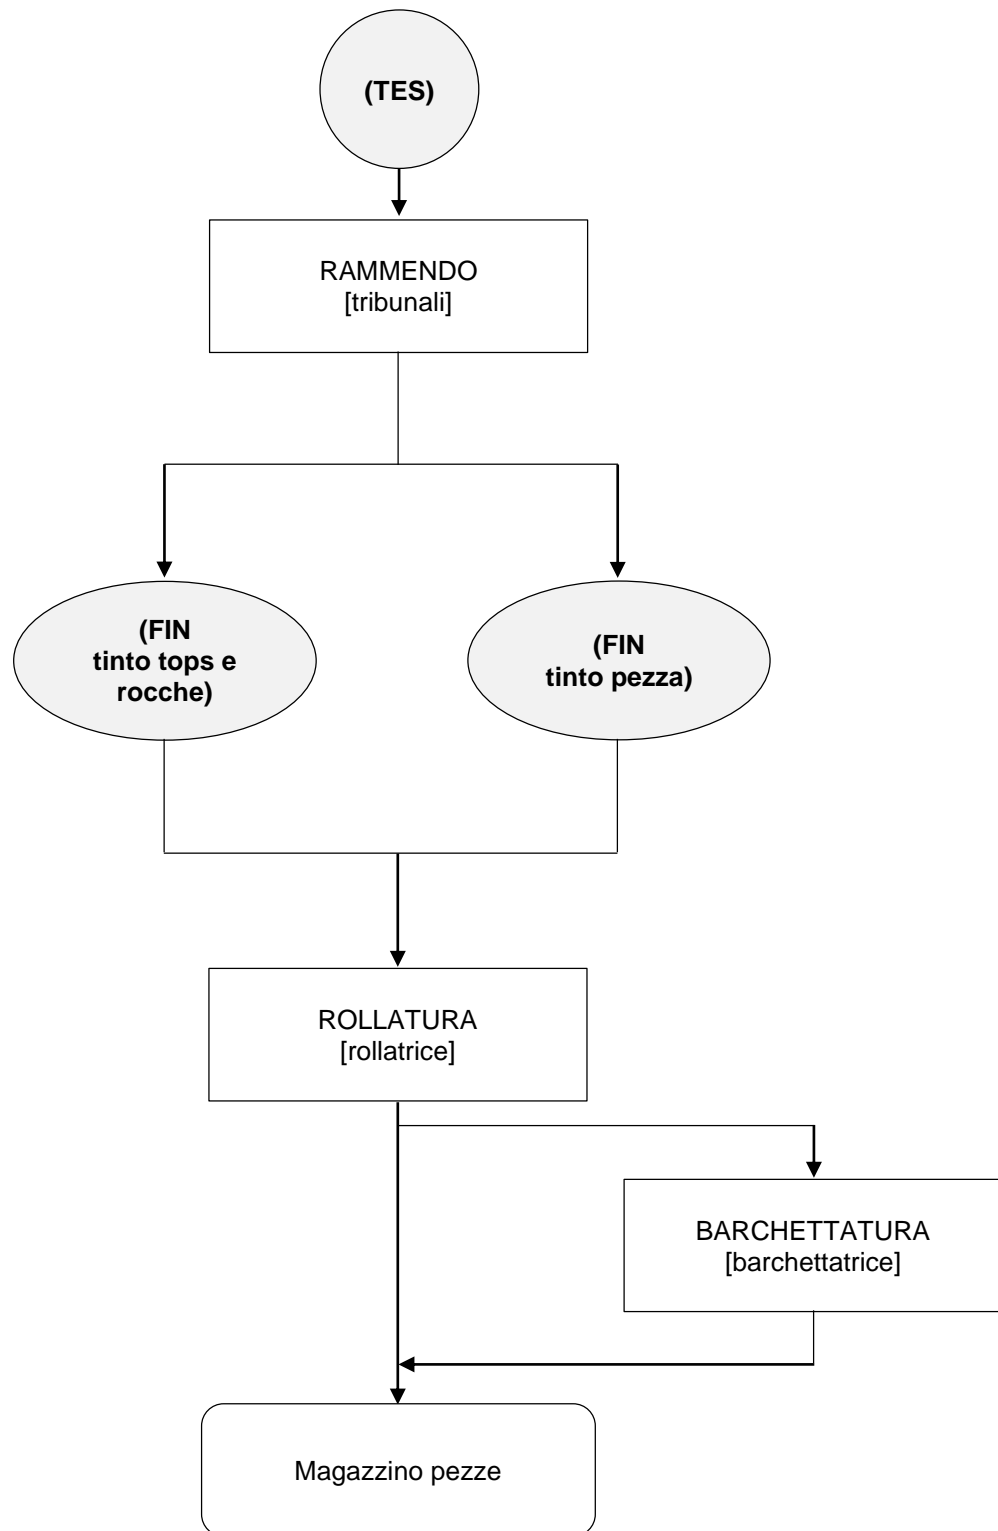 (TES)
RAMMENDO
[tribunali]
(FIN
tinto tops e
rocche)
(FIN
tinto pezza)
ROLLATURA
[rollatrice]
BARCHETTATURA
[barchettatrice]
Magazzino pezze